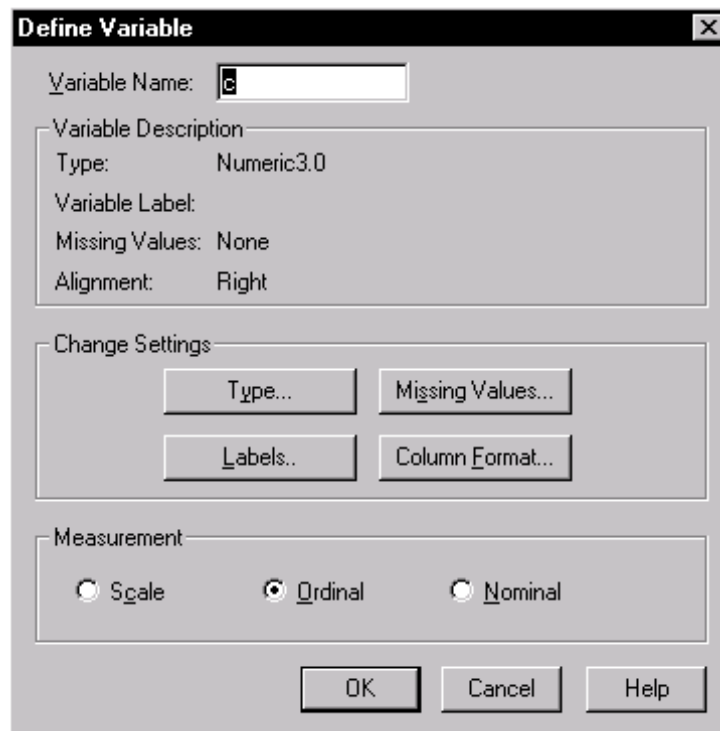 Define Variable
Variable Name: c
Variable Description
Type: Numeric3.0
Variable Label:
Missing Values: None
Alignment: Right
Change Settings
Type... Missing Values...
Labels.. Column Format...
Measurement
Scale Ordinal Nominal
OK Cancel Help